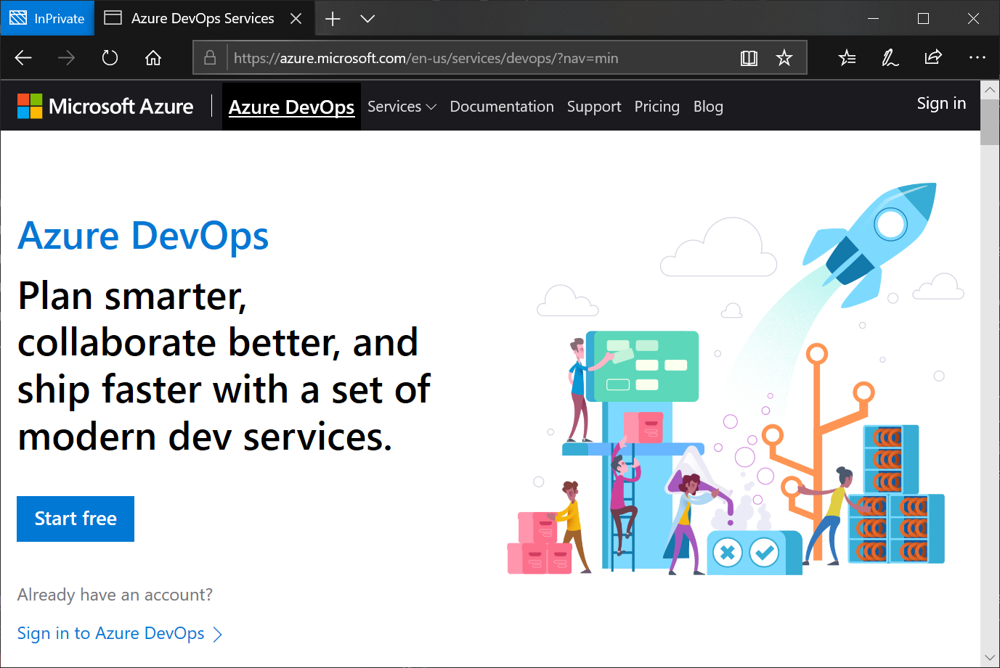 InPrivate
Azure DevOps Services
https://azure.microsoft.com/en-us/services/devops/?nav=min
Microsoft Azure
Azure DevOps
Services
Documentation
Support
Pricing
Blog
Sign in
Azure DevOps
Plan smarter,
collaborate better, and
ship faster with a set of
modern dev services.
Start free
Already have an account?
Sign in to Azure DevOps